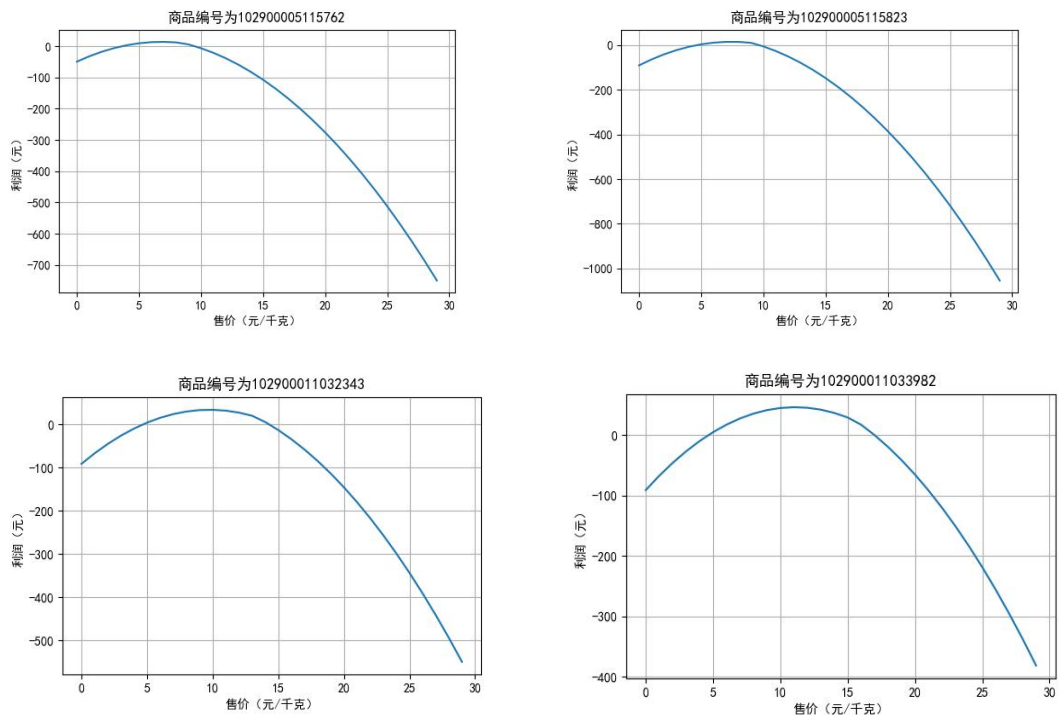 商品编号为102900005115762
0
−100
−200
−300
−400
−500
−600
−700
利润（元）
0 5 10 15 20 25 30
售价（元/千克）
商品编号为102900005115823
0
−200
−400
−600
−800
−1000
利润（元）
0 5 10 15 20 25 30
售价（元/千克）
商品编号为102900011032343
0
−100
−200
−300
−400
−500
利润（元）
0 5 10 15 20 25 30
售价（元/千克）
商品编号为102900011033982
0
−100
−200
−300
−400
利润（元）
0 5 10 15 20 25 30
售价（元/千克）